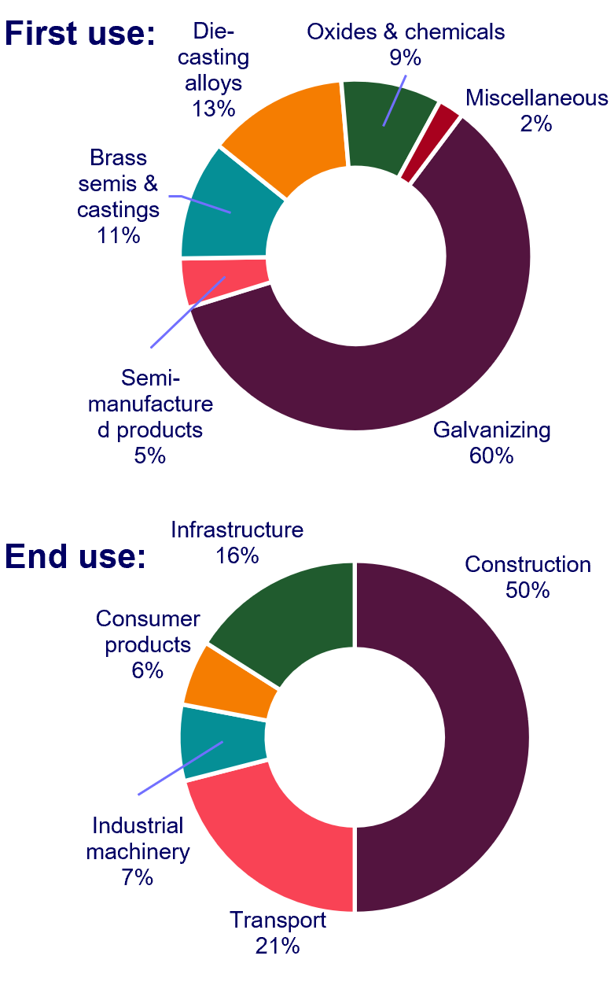 First use:
Die-
casting
alloys
13%
Oxides & chemicals
9%
Miscellaneous
2%
Brass
semis &
castings
11%
Semi-
manufacture
d products
5%
Galvanizing
60%
End use:
Infrastructure
16%
Construction
50%
Consumer
products
6%
Industrial
machinery
7%
Transport
21%